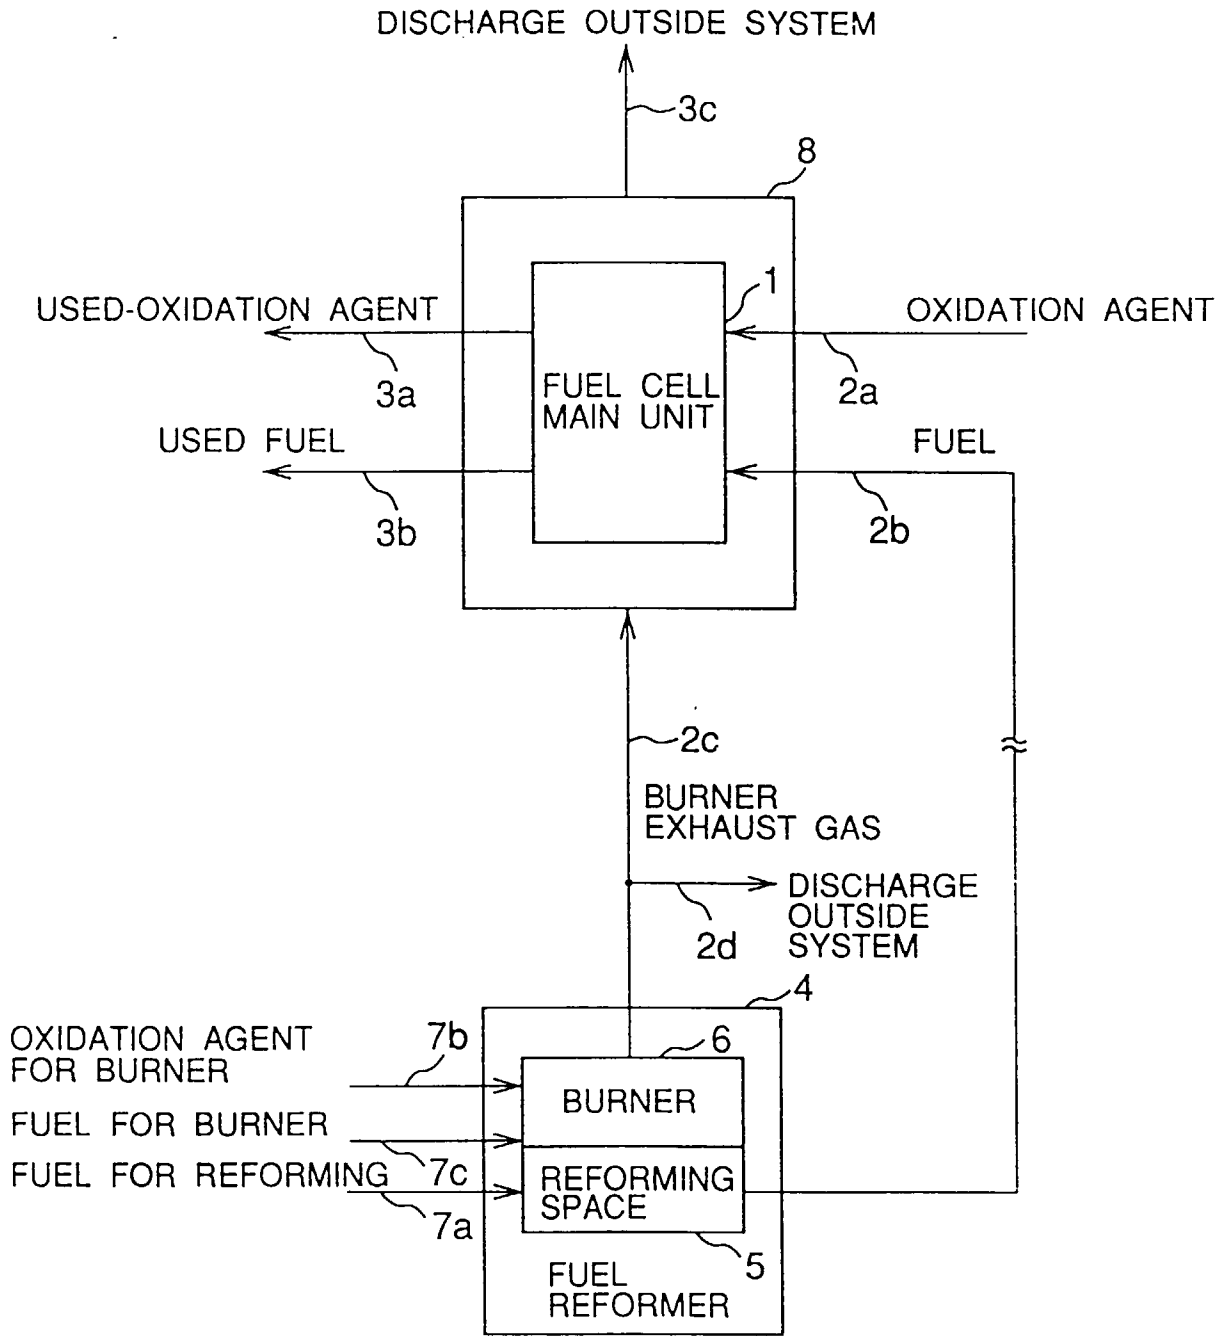 DISCHARGE OUTSIDE SYSTEM
3c
8
1
USED-OXIDATION AGENT
OXIDATION AGENT
3a
2a
FUEL CELL
MAIN UNIT
USED FUEL
FUEL
3b
2b
2c
BURNER
EXHAUST GAS
DISCHARGE
OUTSIDE
SYSTEM
2d
4
OXIDATION AGENT
FOR BURNER
7b
6
BURNER
FUEL FOR BURNER
7c
FUEL FOR REFORMING
REFORMING
SPACE
7a
5
FUEL
REFORMER